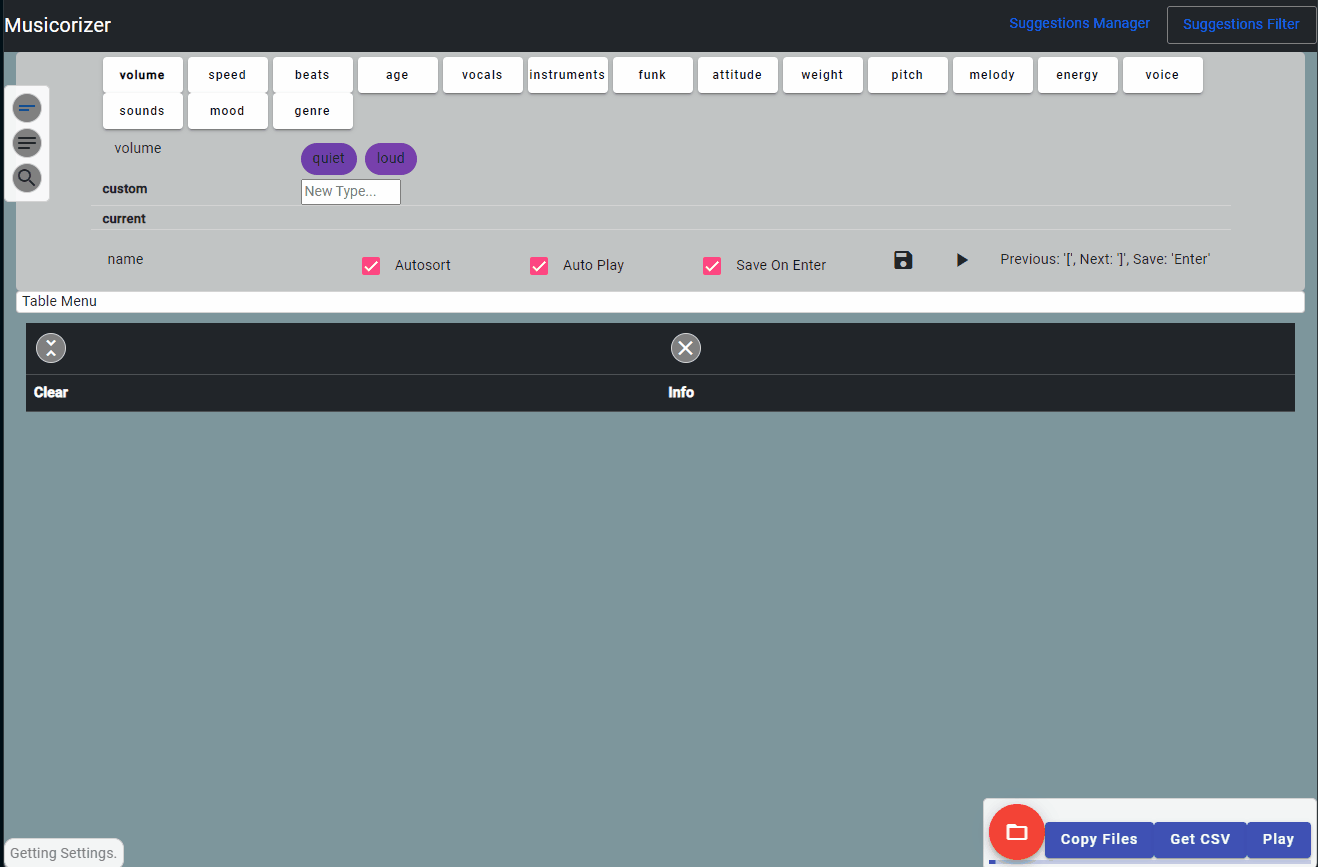 Musicorizer Suggestions Manager Suggestions Filter
volume speed beats age vocals instruments funk attitude weight pitch melody energy voice
sounds mood genre
volume quiet loud
custom New Type...
current
name Autosort Auto Play Save On Enter Previous: '[', Next: ']', Save: 'Enter'
Table Menu
Clear Info
Copy Files Get CSV Play
Getting Settings.